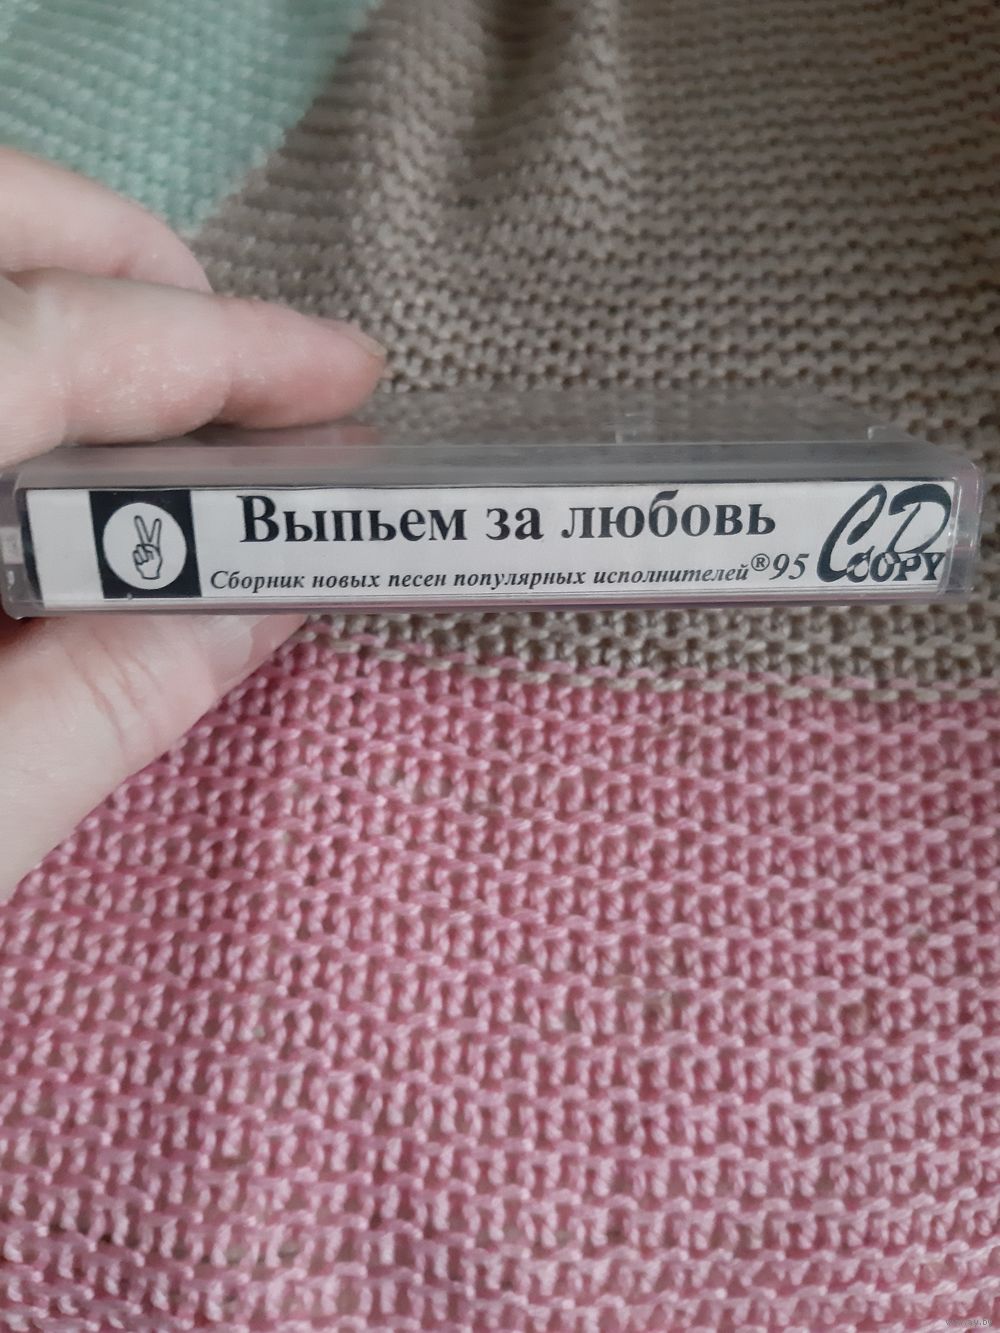 Выпьем за любовь
Сборник новых песен популярных исполнителей®95
CD
COPY